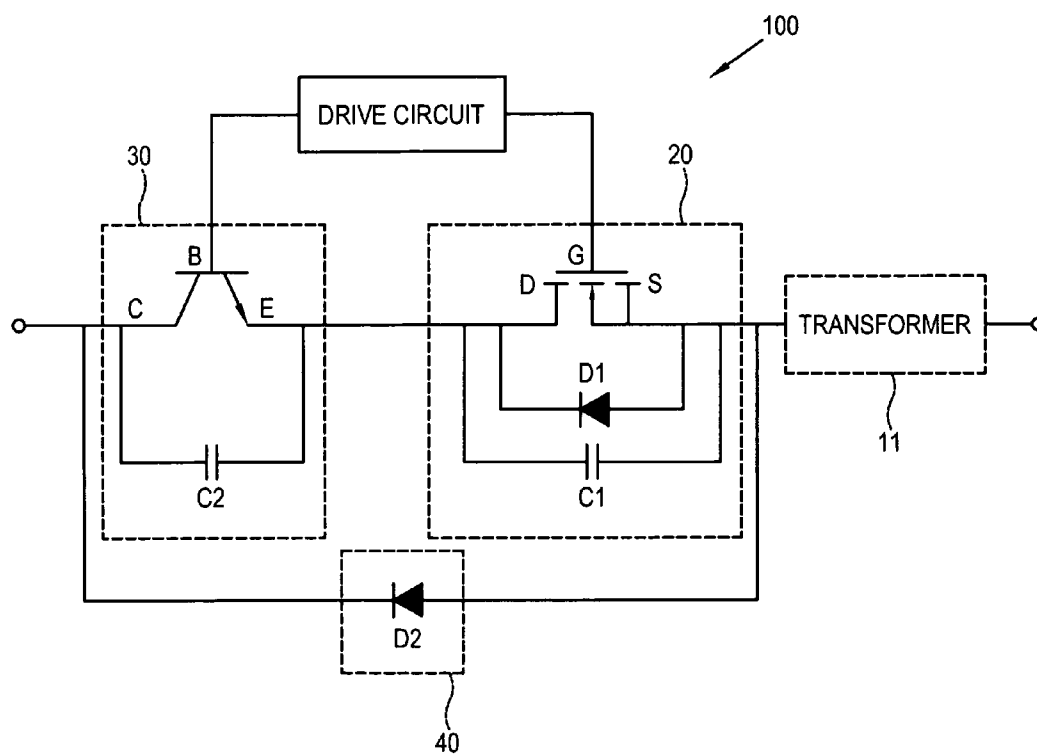 100
DRIVE CIRCUIT
30
20
B
G
C
E
D
S
TRANSFORMER
D1
11
C2
C1
D2
40